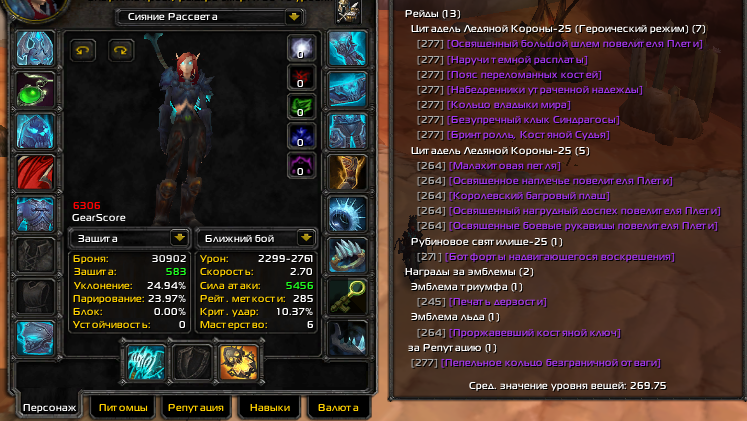 Сияние Рассвета
0
0
0
0
0
6306
GearScore
Защита
Ближний бой
Броня: 30902
Защита: 583
Уклонение: 24.94%
Парирование: 23.97%
Блок: 0.00%
Устойчивость: 0
Урон: 2299-2761
Скорость: 2.70
Сила атаки: 5456
Рейт. меткости: 285
Крит. удар: 10.37%
Мастерство: 6
Персонаж
Питомцы
Репутация
Навыки
Валюта
Рейды (13)
Цитадель Ледяной Короны-25 (Героический режим) (7)
[277] [Освященный большой шлем повелителя Плети]
[277] [Наручи темной расплаты]
[277] [Пояс переломанных костей]
[277] [Набедренники утраченной надежды]
[277] [Кольцо владыки мира]
[277] [Безупречный клык Синдрагосы]
[277] [Бринтролль, Костяной Судья]
Цитадель Ледяной Короны-25 (5)
[264] [Малахитовая петля]
[264] [Освященное наплечье повелителя Плети]
[264] [Королевский багровый плащ]
[264] [Освященный нагрудный доспех повелителя Плети]
[264] [Освященные боевые рукавицы повелителя Плети]
Рубиновое святилище-25 (1)
[271] [Ботфорты надвигающегося воскрешения]
Награды за эмблемы (2)
Эмблема триумфа (1)
[245] [Печать дерзости]
Эмблема льда (1)
[264] [Проржавевший костяной ключ]
за Репутацию (1)
[277] [Пепельное кольцо безграничной отваги]
Сред. значение уровня вещей: 269.75